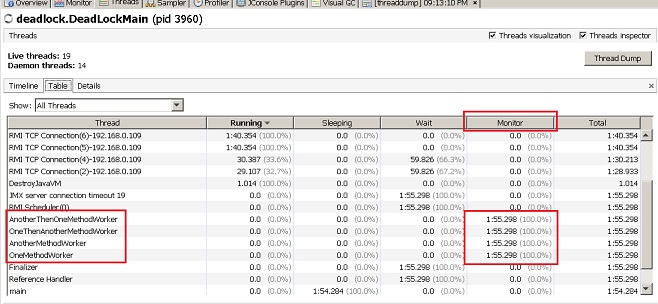 Overview Monitor Threads Sampler Profiler JConsole Plugins Visual GC [threaddump] 09:13:10 PM
deadlock.DeadLockMain (pid 3960)
Threads
Threads visualization Threads inspector
Live threads: 19
Daemon threads: 14
Thread Dump
Timeline Table Details
Show: All Threads
Thread Running Sleeping Wait Monitor Total
RMI TCP Connection(6)-192.168.0.109 1:40.354 (100.0%) 0.0 (0.0%) 0.0 (0.0%) 0.0 (0.0%) 1:40.354
RMI TCP Connection(5)-192.168.0.109 1:40.354 (100.0%) 0.0 (0.0%) 0.0 (0.0%) 0.0 (0.0%) 1:40.354
RMI TCP Connection(4)-192.168.0.109 30.387 (33.6%) 0.0 (0.0%) 59.826 (66.3%) 0.0 (0.0%) 1:30.213
RMI TCP Connection(2)-192.168.0.109 29.107 (32.7%) 0.0 (0.0%) 59.826 (67.2%) 0.0 (0.0%) 1:28.933
DestroyJavaVM 1.014 (100.0%) 0.0 (0.0%) 0.0 (0.0%) 0.0 (0.0%) 1.014
JMX server connection timeout 19 0.0 (0.0%) 0.0 (0.0%) 1:55.298 (100.0%) 0.0 (0.0%) 1:55.298
RMI Scheduler(0) 0.0 (0.0%) 0.0 (0.0%) 1:55.298 (100.0%) 0.0 (0.0%) 1:55.298
AnotherThenOneMethodWorker 0.0 (0.0%) 0.0 (0.0%) 0.0 (0.0%) 1:55.298 (100.0%) 1:55.298
OneThenAnotherMethodWorker 0.0 (0.0%) 0.0 (0.0%) 0.0 (0.0%) 1:55.298 (100.0%) 1:55.298
AnotherMethodWorker 0.0 (0.0%) 0.0 (0.0%) 0.0 (0.0%) 1:55.298 (100.0%) 1:55.298
OneMethodWorker 0.0 (0.0%) 0.0 (0.0%) 0.0 (0.0%) 1:55.298 (100.0%) 1:55.298
Finalizer 0.0 (0.0%) 0.0 (0.0%) 1:55.298 (100.0%) 0.0 (0.0%) 1:55.298
Reference Handler 0.0 (0.0%) 0.0 (0.0%) 1:55.298 (100.0%) 0.0 (0.0%) 1:55.298
main 0.0 (0.0%) 1:54.284 (100.0%) 0.0 (0.0%) 0.0 (0.0%) 1:54.284